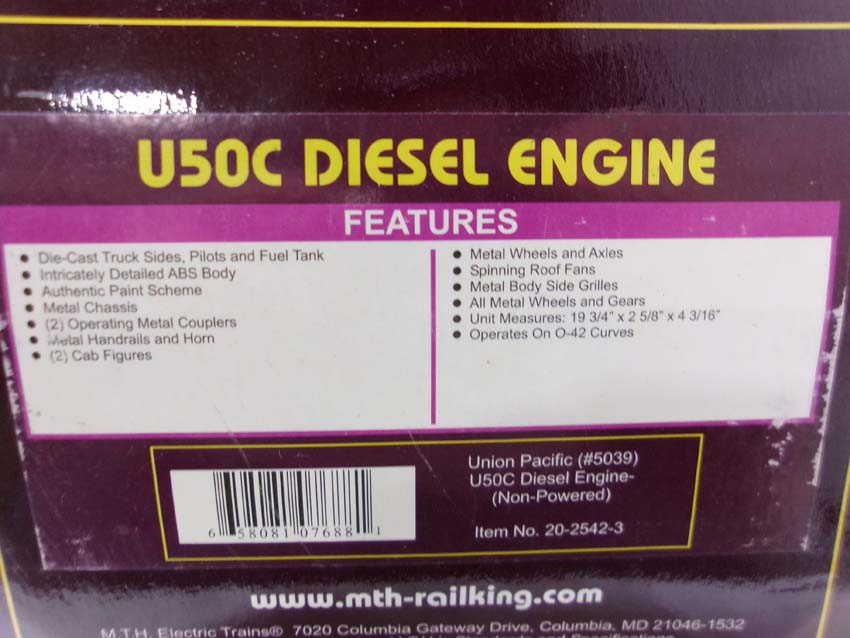 U50C DIESEL ENGINE
FEATURES
• Die-Cast Truck Sides, Pilots and Fuel Tank
• Intricately Detailed ABS Body
• Authentic Paint Scheme
• Metal Chassis
• (2) Operating Metal Couplers
• Metal Handrails and Horn
• (2) Cab Figures
• Metal Wheels and Axles
• Spinning Roof Fans
• Metal Body Side Grilles
• All Metal Wheels and Gears
• Unit Measures: 19 3/4" x 2 5/8" x 4 3/16"
• Operates On O-42 Curves
6 58081 07688 1
Union Pacific (#5039)
U50C Diesel Engine-
(Non-Powered)
Item No. 20-2542-3
www.mth-railking.com
M.T.H. Electric Trains® 7020 Columbia Gateway Drive, Columbia, MD 21046-1532